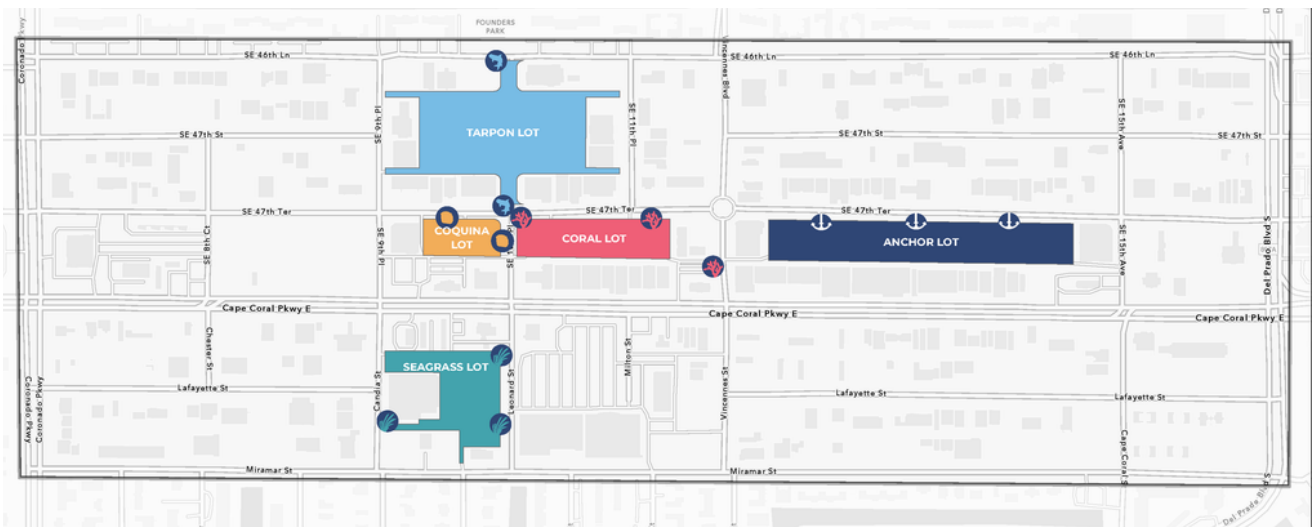 FOUNDERS
PARK
Coronado Pkwy
SE 46th Ln
Vincennes Blvd
SE 46th Ln
SE 46th Ln
SE 9th Pl
TARPON LOT
SE 11th Pl
SE 15th Ave
SE 47th St
SE 47th St
SE 47th St
SE 47th Ter
SE 47th Ter
SE 47th Ter
SE 8th Ct
SE 9th Pl
COQUINA
LOT
CORAL LOT
ANCHOR LOT
SE 15th Ave
Del Prado Blvd S
Cape Coral Pkwy E
Cape Coral Pkwy E
Cape Coral Pkwy E
Chester St
Milton St
SEAGRASS LOT
Coronado Pkwy
Coronado Pkwy
Lafayette St
Candia St
Leonard St
Vincennes St
Lafayette St
Lafayette St
Cape Coral S
Miramar St
Miramar St
Del Prado Blvd S